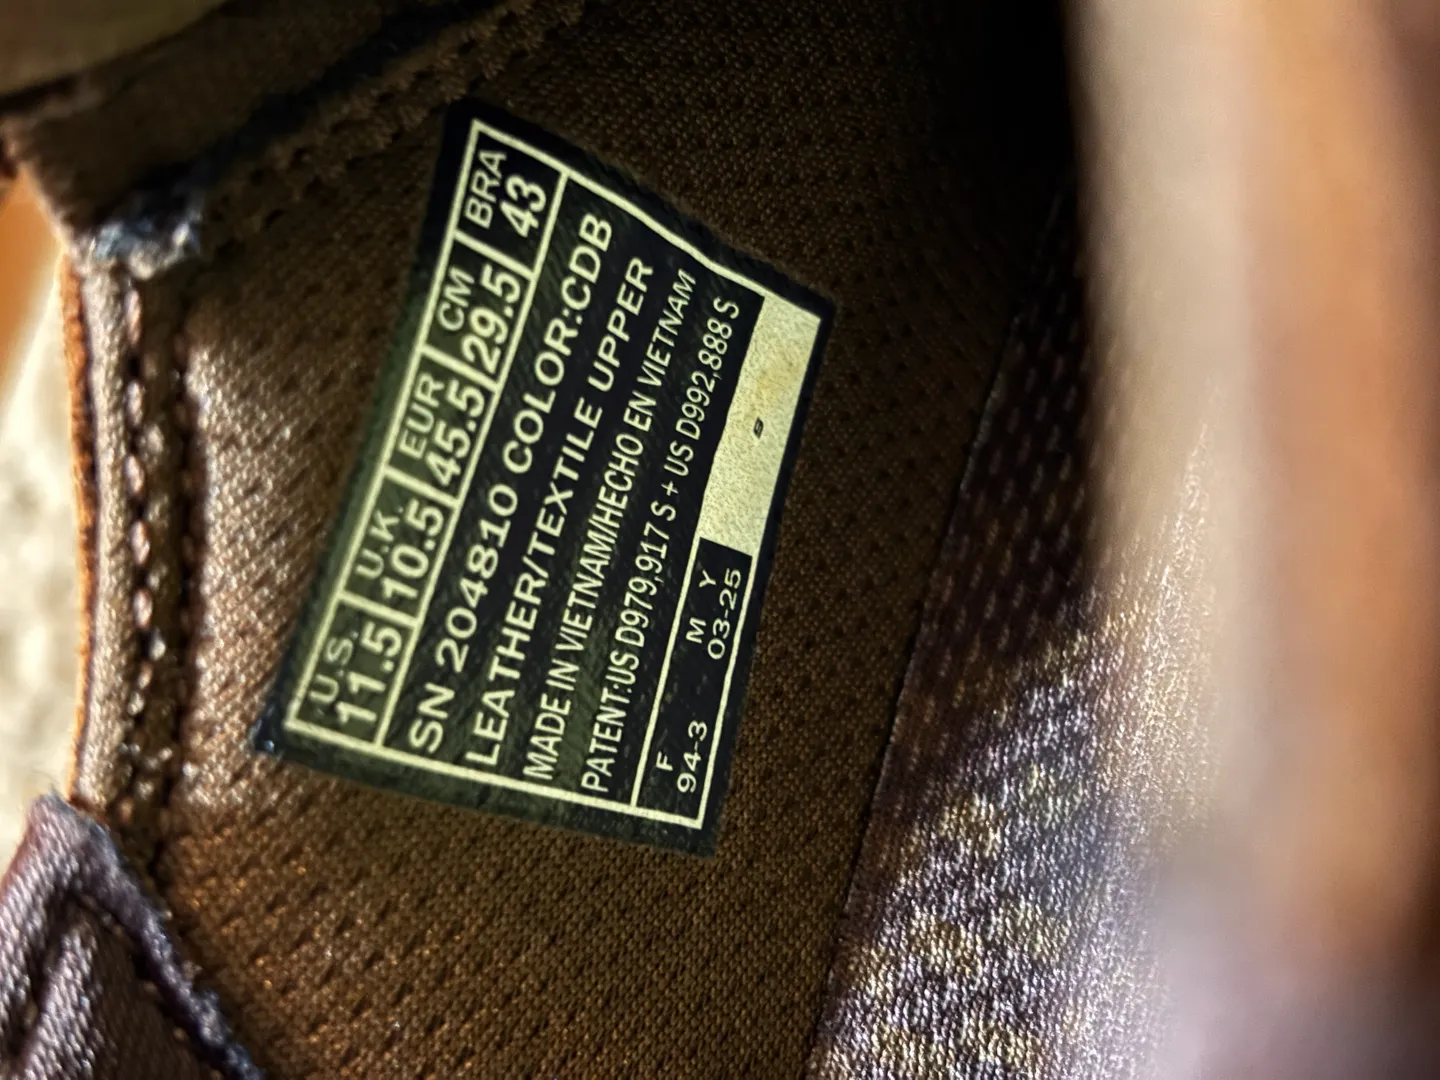 U.S. U.K. EUR CM BRA
11.5 10.5 45.5 29.5 43
SN 204810 COLOR:CDB
LEATHER/TEXTILE UPPER
MADE IN VIETNAM/HECHO EN VIETNAM
PATENT:US D979,917 S + US D992,888 S
F M Y
94-3 03-25